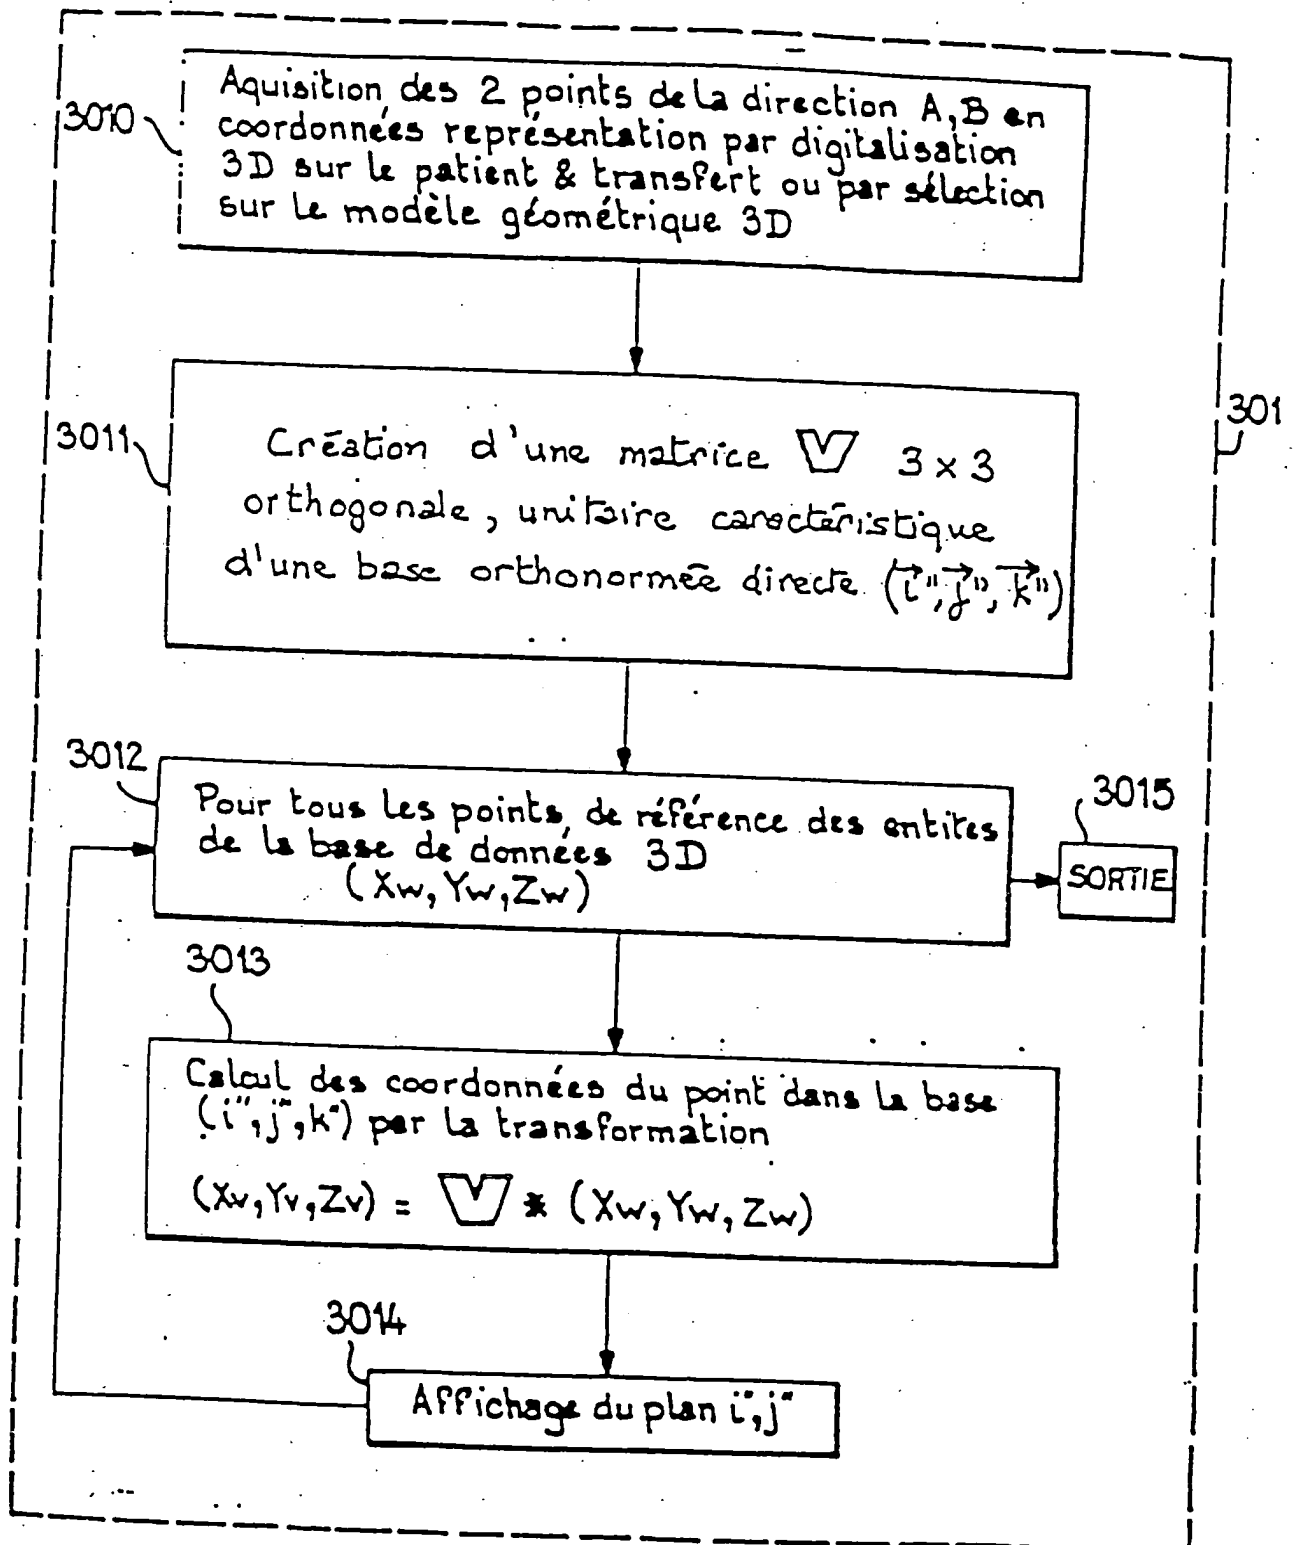 3010
Aquisition des 2 points de la direction A,B en
coordonnées représentation par digitalisation
3D sur le patient & transfert ou par sélection
sur le modèle géométrique 3D
301
3011
Création d'une matrice V 3 x 3
orthogonale, unitaire caractéristique
d'une base orthonormée directe (i",j",k")
3012
Pour tous les points, de référence des entites
de la base de données 3D
(Xw, Yw, Zw)
3015
SORTIE
3013
Calcul des coordonnées du point dans la base
(i",j",k") par la transformation
(Xv,Yv,Zv) = V * (Xw, Yw, Zw)
3014
Affichage du plan i",j"